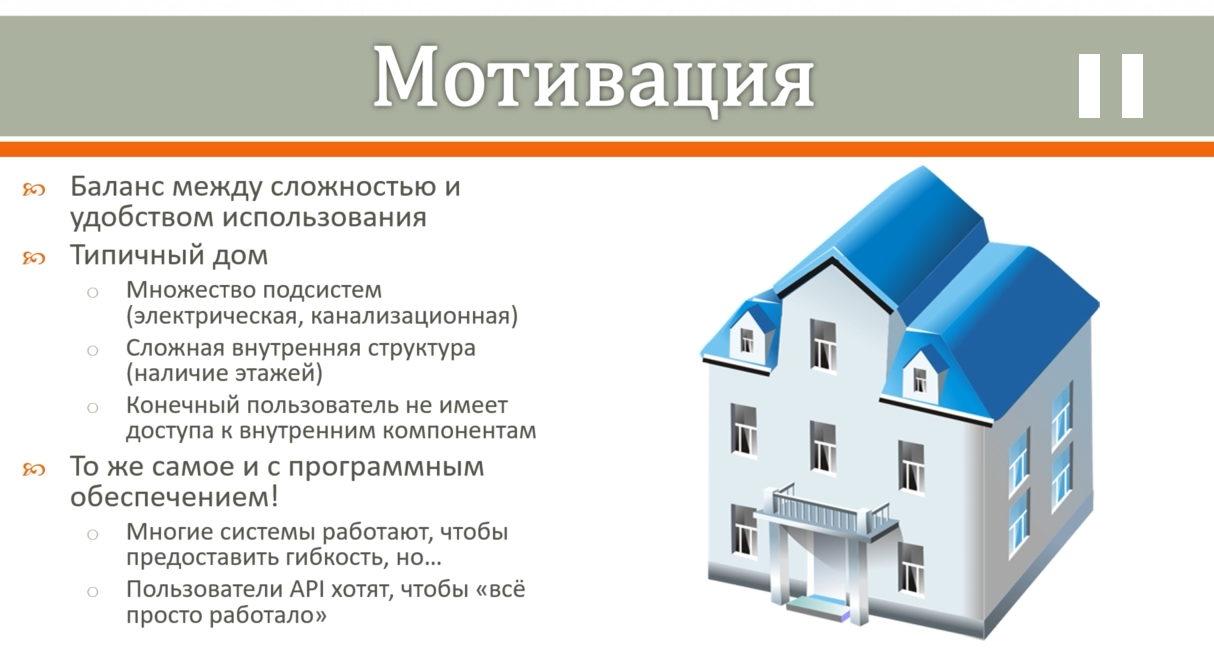 Мотивация
Баланс между сложностью и
удобством использования
Типичный дом
Множество подсистем
(электрическая, канализационная)
Сложная внутренняя структура
(наличие этажей)
Конечный пользователь не имеет
доступа к внутренним компонентам
То же самое и с программным
обеспечением!
Многие системы работают, чтобы
предоставить гибкость, но…
Пользователи API хотят, чтобы «всё
просто работало»